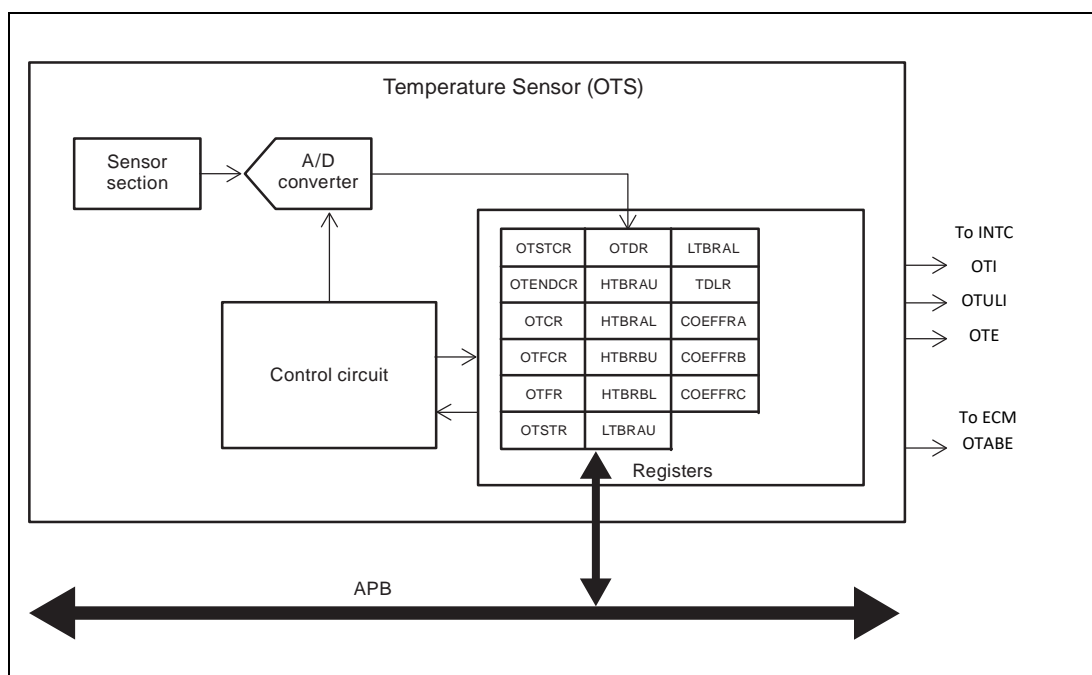 Temperature Sensor (OTS)
Sensor
section
A/D
converter
Control circuit
OTSTCR OTDR LTBRAL
OTENDCR HTBRAU TDLR
OTCR HTBRAL COEFFRA
OTFCR HTBRBU COEFFRB
OTFR HTBRBL COEFFRC
OTSTR LTBRAU
Registers
To INTC
OTI
OTULI
OTE
To ECM
OTABE
APB